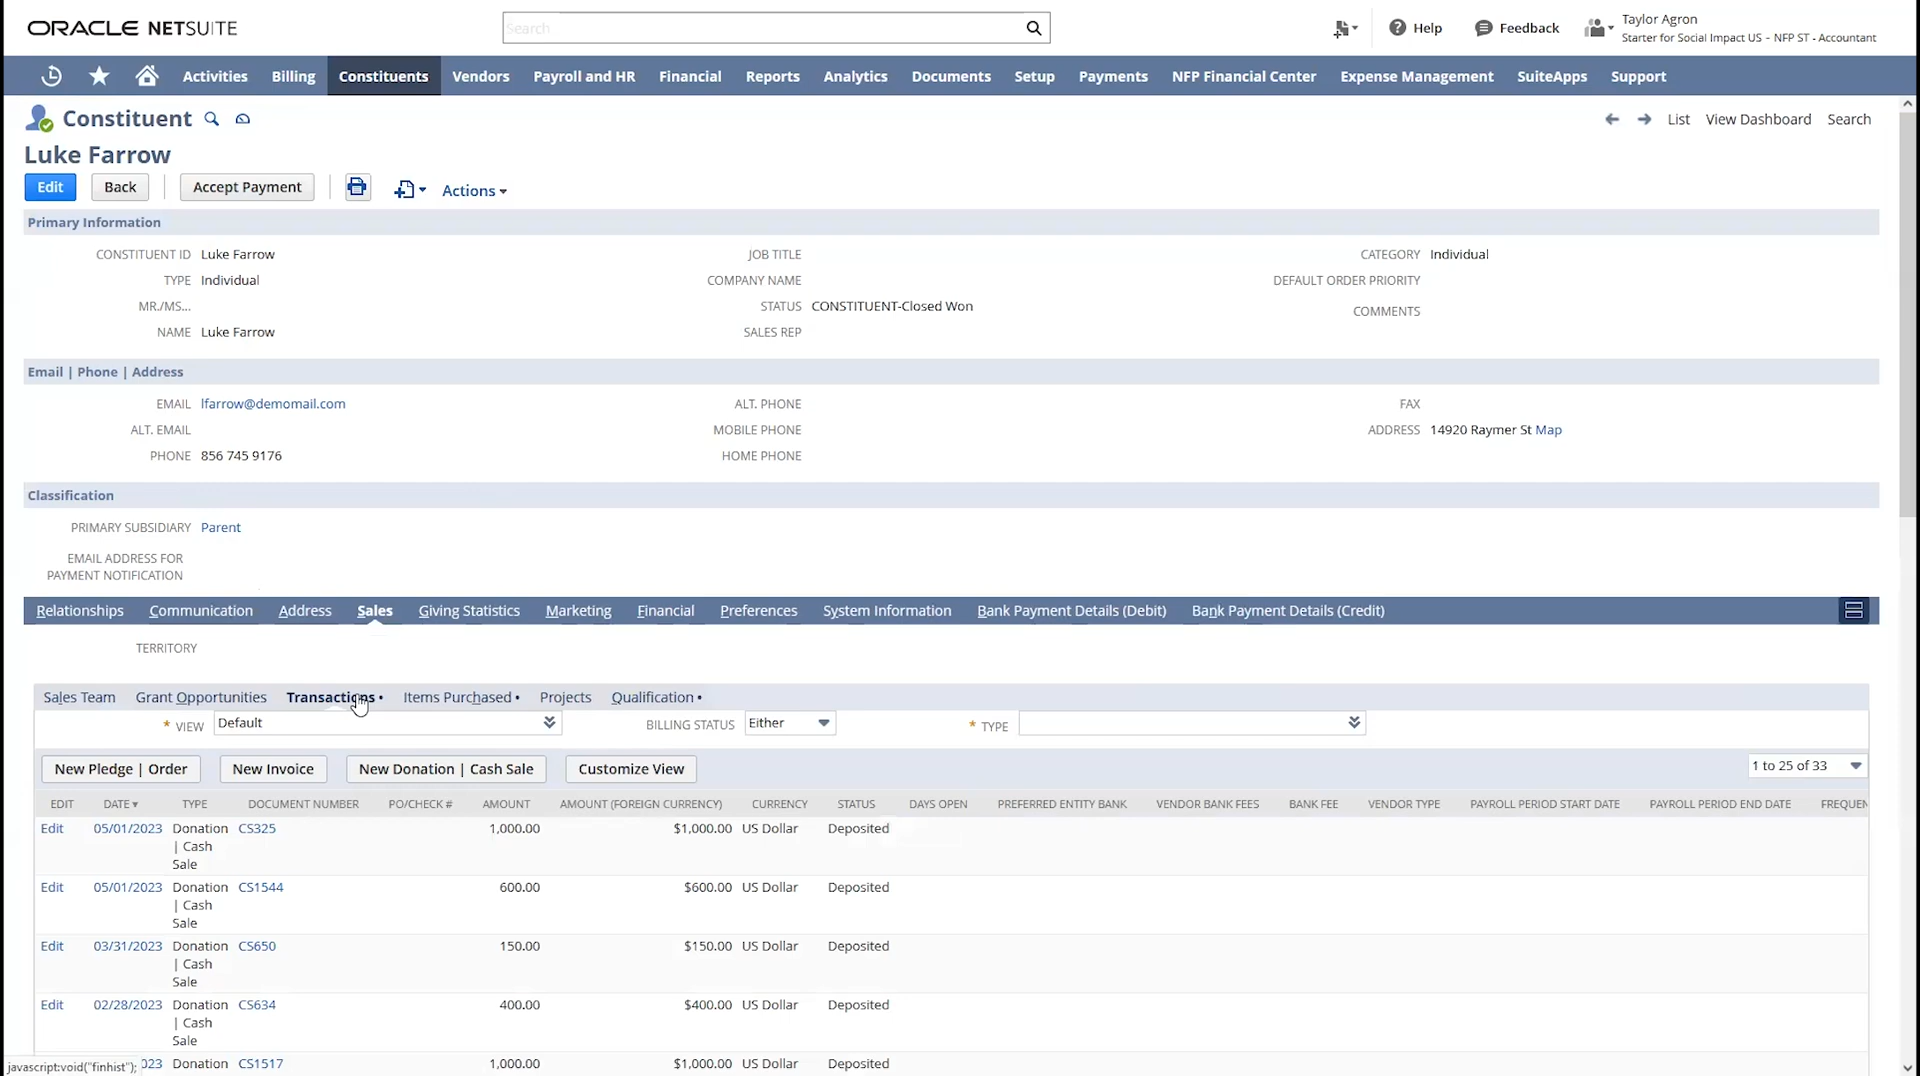 ORACLE NETSUITE
Search
Help
Feedback
Taylor Agron
Starter for Social Impact US - NFP ST - Accountant
Activities Billing Constituents Vendors Payroll and HR Financial Reports Analytics Documents Setup Payments NFP Financial Center Expense Management SuiteApps Support
Constituent
List View Dashboard Search
Luke Farrow
Edit Back Accept Payment Actions
Primary Information
CONSTITUENT ID Luke Farrow JOB TITLE CATEGORY Individual
TYPE Individual COMPANY NAME DEFAULT ORDER PRIORITY
MR./MS... STATUS CONSTITUENT-Closed Won COMMENTS
NAME Luke Farrow SALES REP
Email | Phone | Address
EMAIL lfarrow@demomail.com ALT. PHONE FAX
ALT. EMAIL MOBILE PHONE ADDRESS 14920 Raymer St Map
PHONE 856 745 9176 HOME PHONE
Classification
PRIMARY SUBSIDIARY Parent
EMAIL ADDRESS FOR
PAYMENT NOTIFICATION
Relationships Communication Address Sales Giving Statistics Marketing Financial Preferences System Information Bank Payment Details (Debit) Bank Payment Details (Credit)
TERRITORY
Sales Team Grant Opportunities Transactions • Items Purchased • Projects Qualification •
* VIEW Default BILLING STATUS Either * TYPE
New Pledge | Order New Invoice New Donation | Cash Sale Customize View 1 to 25 of 33
EDIT DATE TYPE DOCUMENT NUMBER PO/CHECK # AMOUNT AMOUNT (FOREIGN CURRENCY) CURRENCY STATUS DAYS OPEN PREFERRED ENTITY BANK VENDOR BANK FEES BANK FEE VENDOR TYPE PAYROLL PERIOD START DATE PAYROLL PERIOD END DATE FREQUEN
Edit 05/01/2023 Donation CS325 1,000.00 $1,000.00 US Dollar Deposited
| Cash
Sale
Edit 05/01/2023 Donation CS1544 600.00 $600.00 US Dollar Deposited
| Cash
Sale
Edit 03/31/2023 Donation CS650 150.00 $150.00 US Dollar Deposited
| Cash
Sale
Edit 02/28/2023 Donation CS634 400.00 $400.00 US Dollar Deposited
| Cash
Sale
023 Donation CS1517 1,000.00 $1,000.00 US Dollar Deposited
javascript:void("finhist");